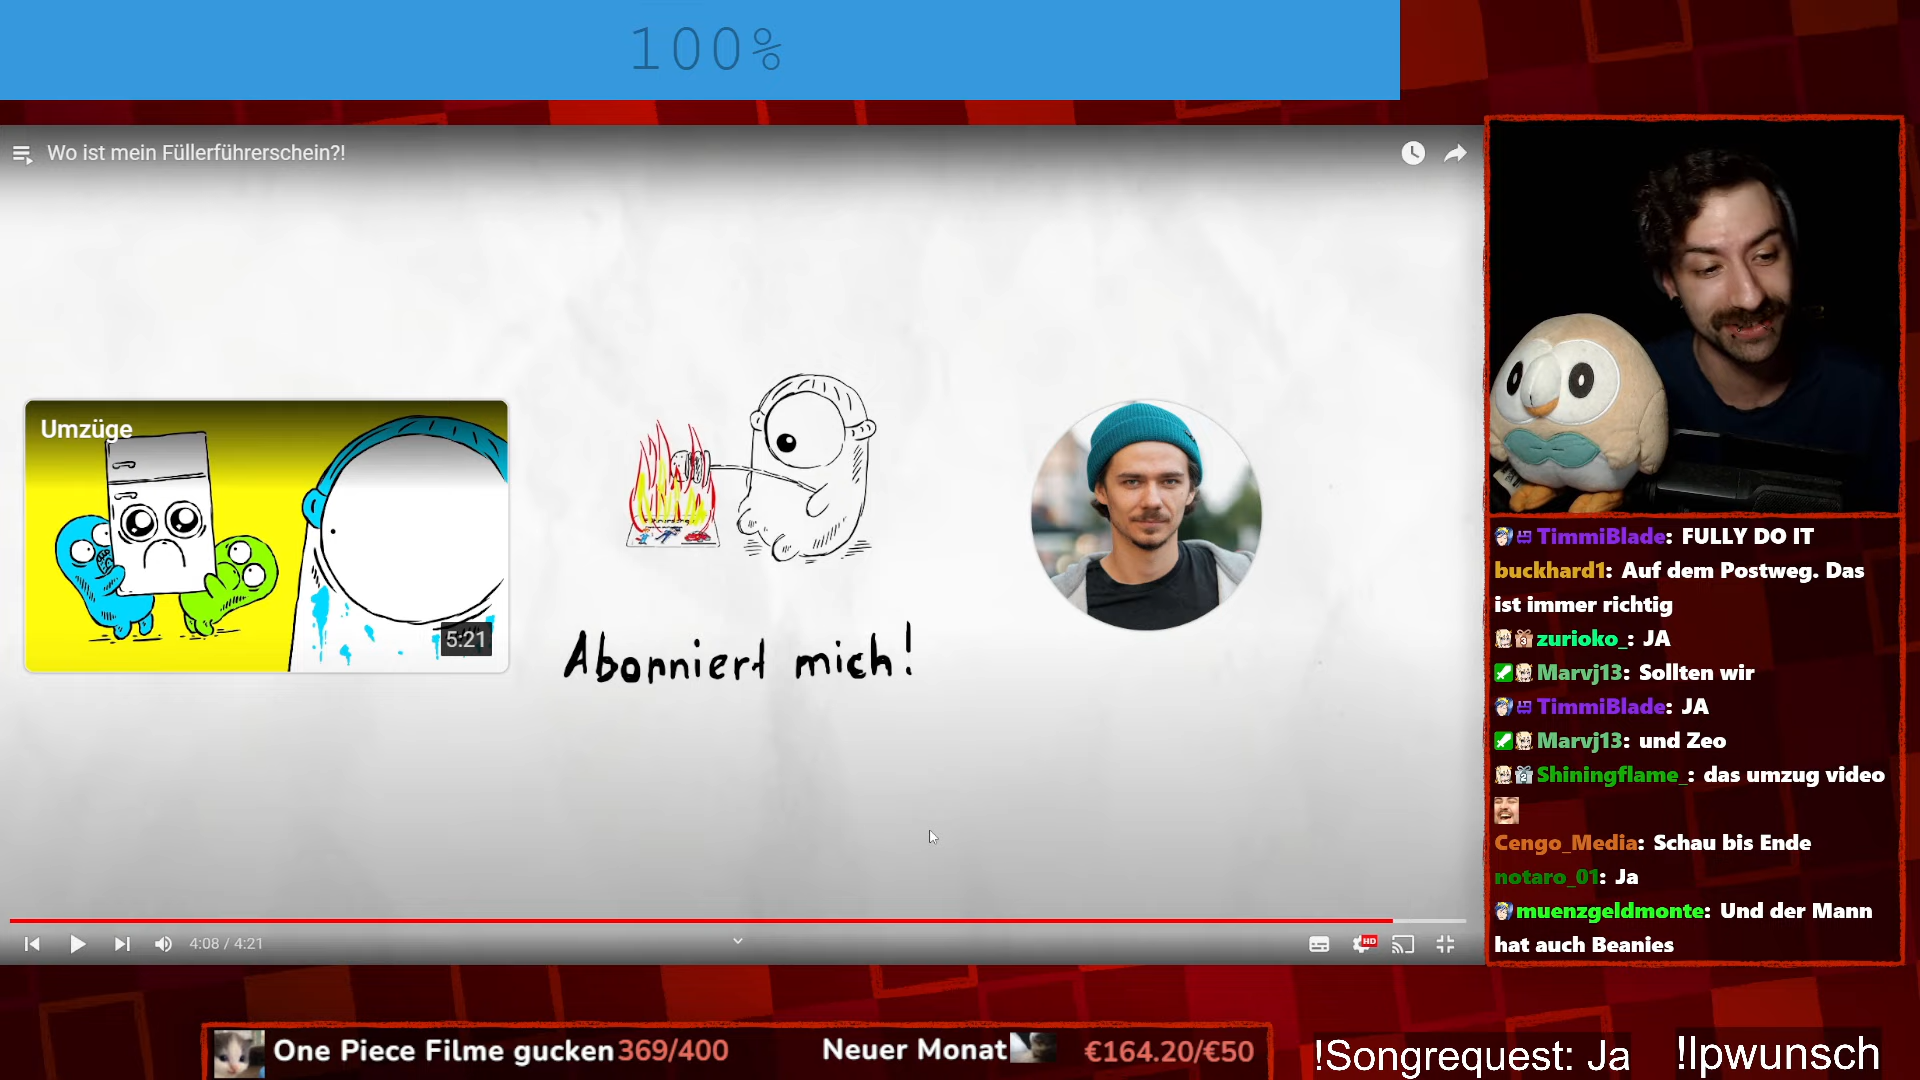 100%
Wo ist mein Füllerführerschein?!
Umzüge
5:21
Abonniert mich!
4:08 / 4:21
HD
TimmiBlade: FULLY DO IT
buckhard1: Auf dem Postweg. Das
ist immer richtig
zurioko_: JA
Marvj13: Sollten wir
TimmiBlade: JA
Marvj13: und Zeo
Shiningflame_: das umzug video
Cengo_Media: Schau bis Ende
notaro_01: Ja
muenzgeldmonte: Und der Mann
hat auch Beanies
One Piece Filme gucken 369/400
Neuer Monat €164.20/€50
!Songrequest: Ja
!lpwunsch